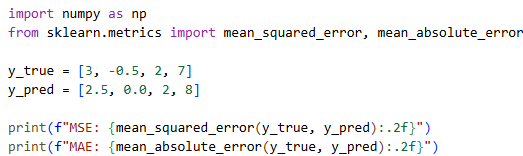 import numpy as np
from sklearn.metrics import mean_squared_error, mean_absolute_error
y_true = [3, -0.5, 2, 7]
y_pred = [2.5, 0.0, 2, 8]
print(f"MSE: {mean_squared_error(y_true, y_pred):.2f}")
print(f"MAE: {mean_absolute_error(y_true, y_pred):.2f}")